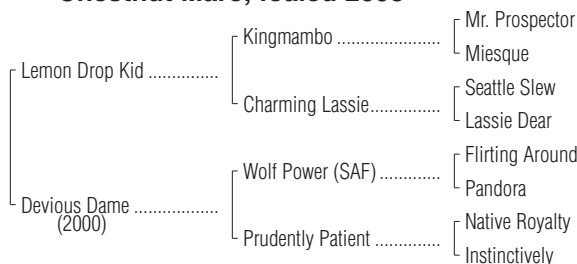 Kingmambo ....................... Mr. Prospector
Miesque
Lemon Drop Kid ...............
Charming Lassie............... Seattle Slew
Lassie Dear
Wolf Power (SAF) ............. Flirting Around
Pandora
Devious Dame ..................
(2000)
Prudently Patient ................ Native Royalty
Instinctively